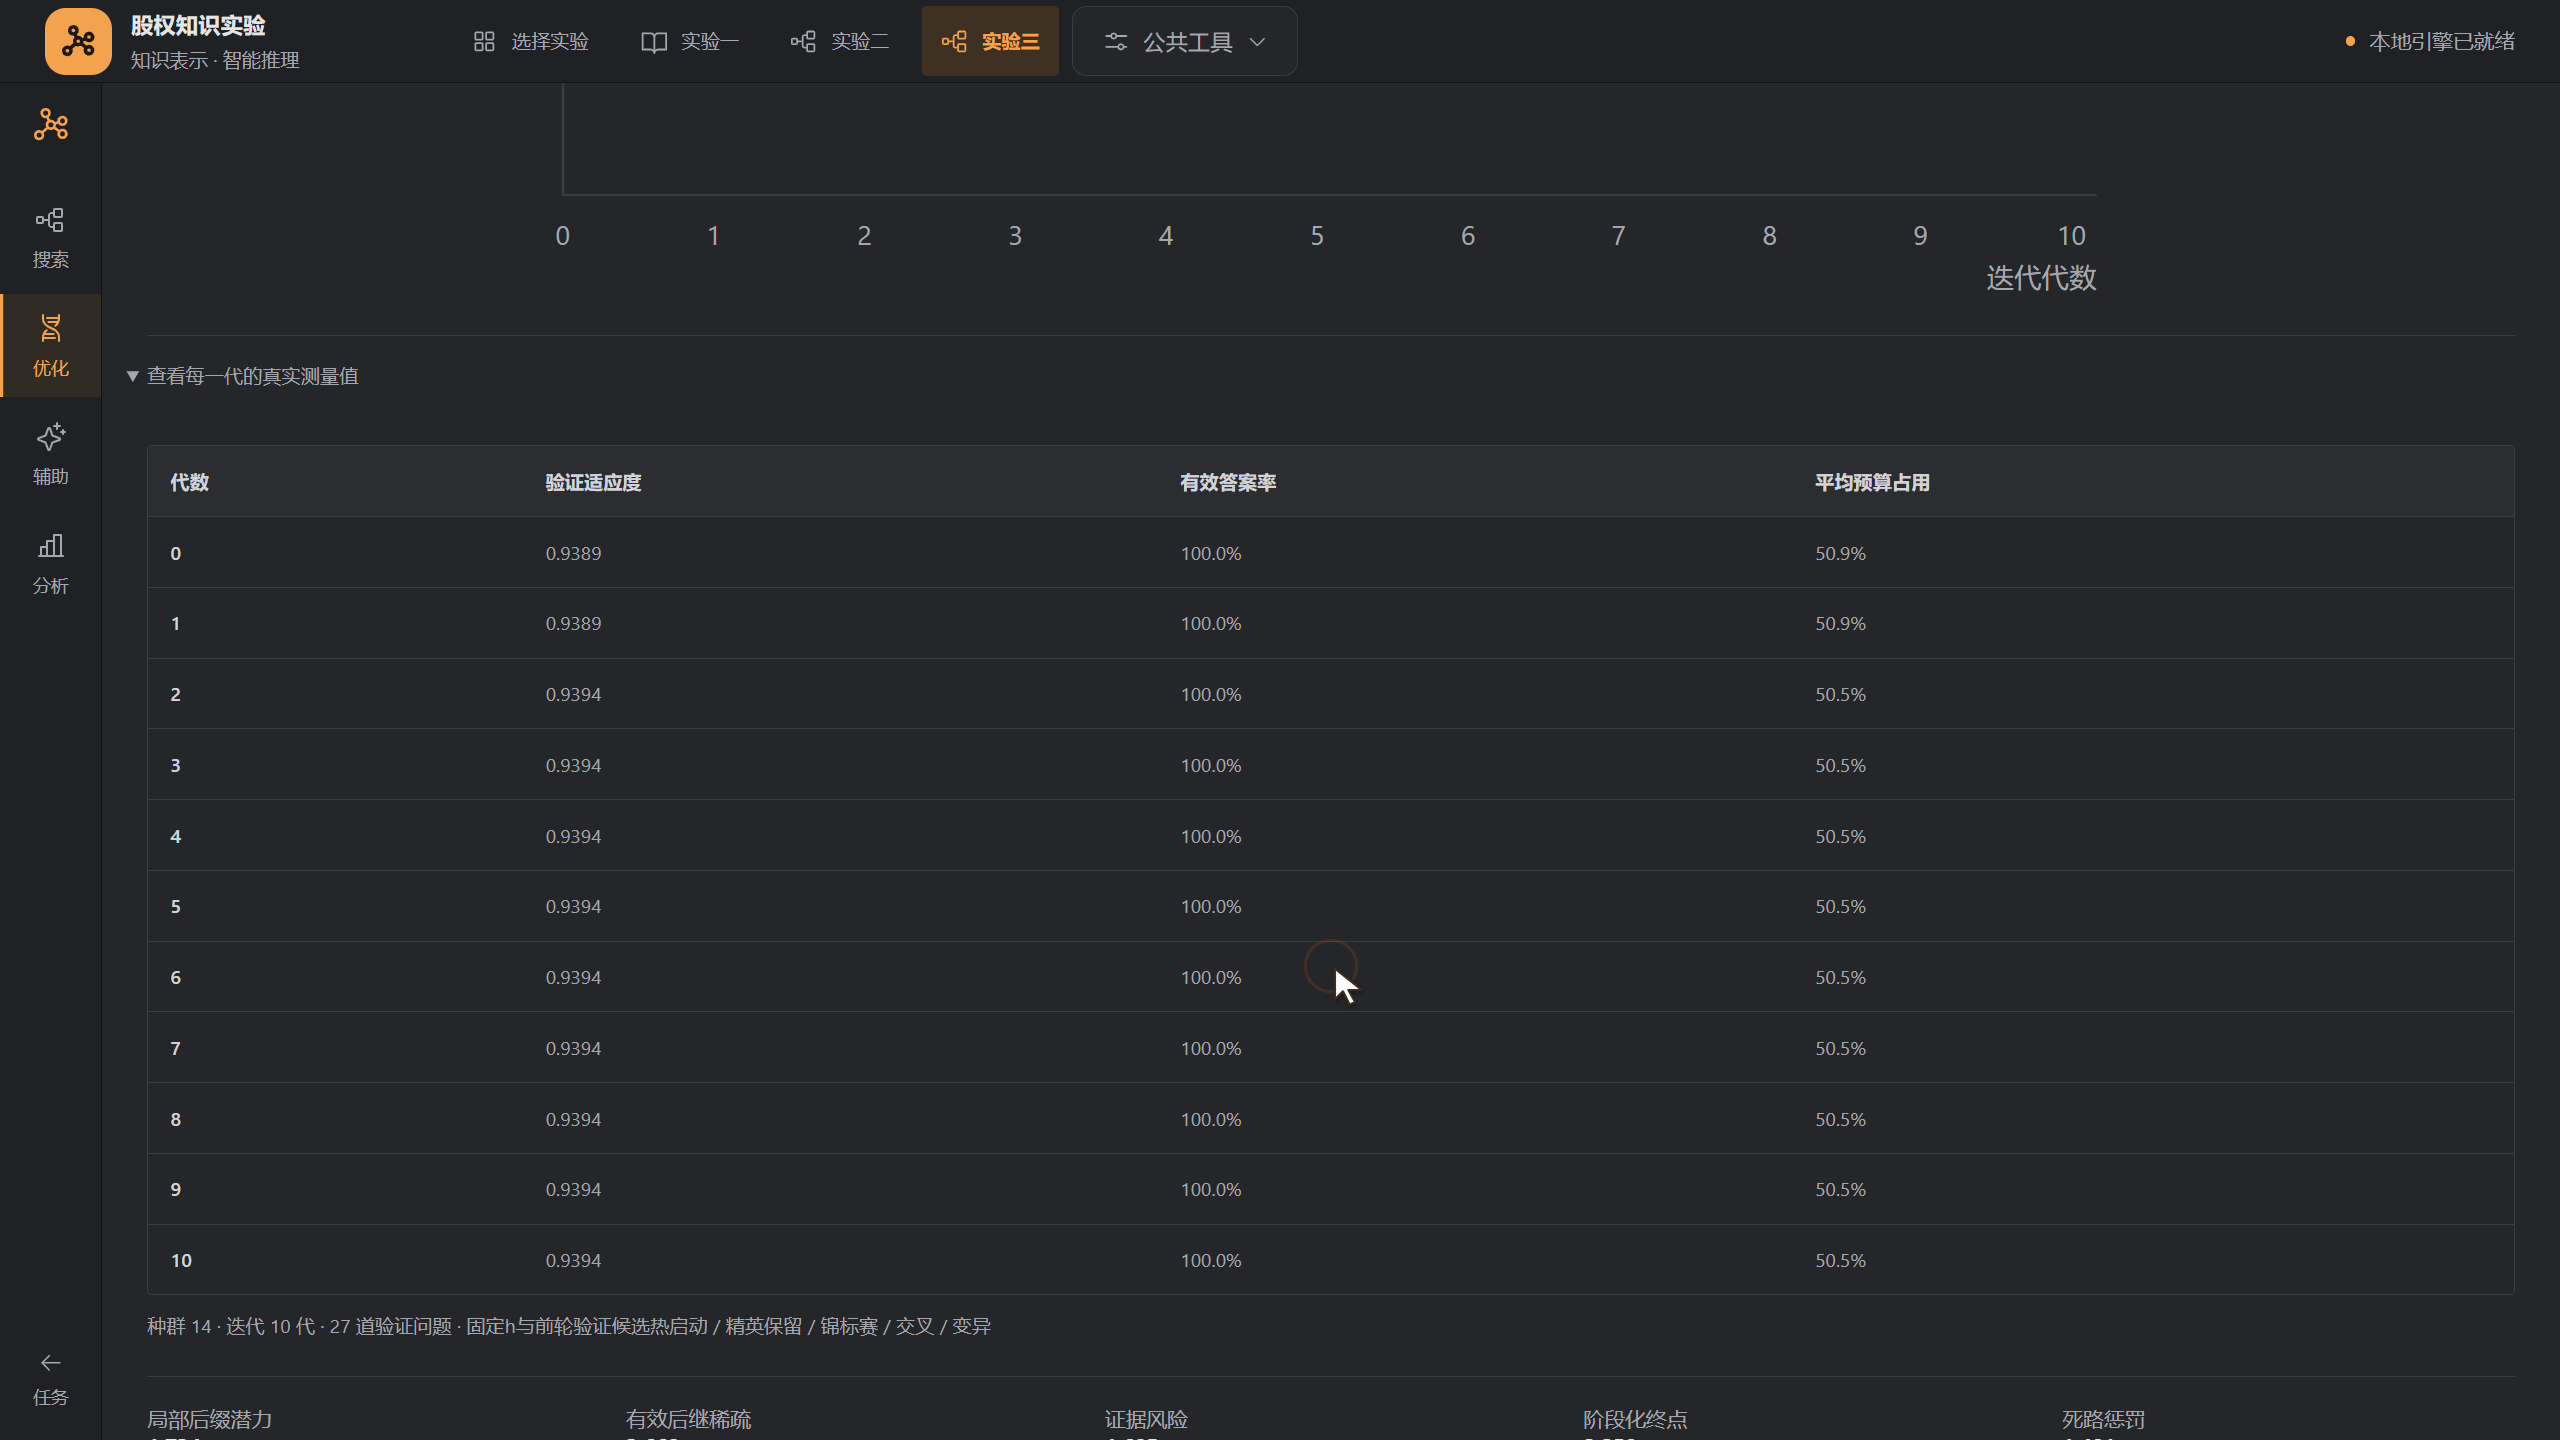 股权知识实验
知识表示 · 智能推理
选择实验
实验一
实验二
实验三
公共工具
本地引擎已就绪
搜索
优化
辅助
分析
任务
0 1 2 3 4 5 6 7 8 9 10
迭代代数
查看每一代的真实测量值
代数 验证适应度 有效答案率 平均预算占用
0 0.9389 100.0% 50.9%
1 0.9389 100.0% 50.9%
2 0.9394 100.0% 50.5%
3 0.9394 100.0% 50.5%
4 0.9394 100.0% 50.5%
5 0.9394 100.0% 50.5%
6 0.9394 100.0% 50.5%
7 0.9394 100.0% 50.5%
8 0.9394 100.0% 50.5%
9 0.9394 100.0% 50.5%
10 0.9394 100.0% 50.5%
种群 14 · 迭代 10 代 · 27 道验证问题 · 固定h与前轮验证候选热启动 / 精英保留 / 锦标赛 / 交叉 / 变异
局部后缀潜力 有效后继稀疏 证据风险 阶段化终点 死路惩罚